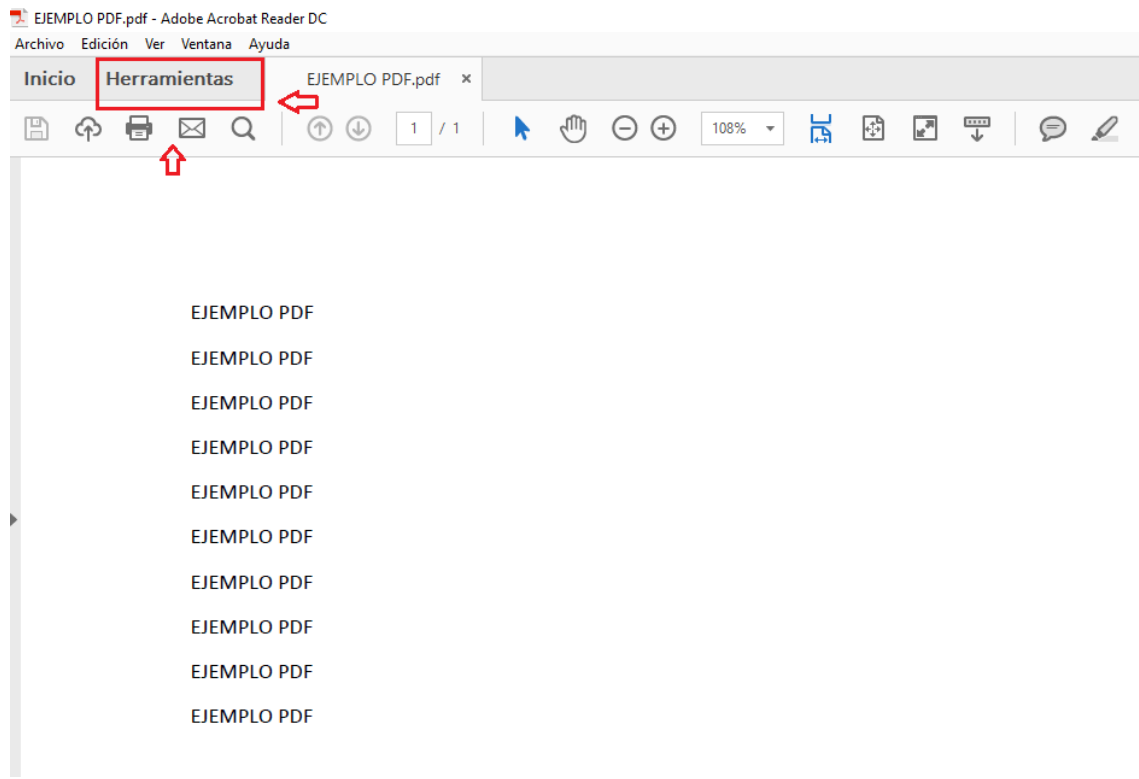 EJEMPLO PDF.pdf - Adobe Acrobat Reader DC
Archivo Edición Ver Ventana Ayuda
Inicio Herramientas EJEMPLO PDF.pdf ×
1 / 1 108%
EJEMPLO PDF
EJEMPLO PDF
EJEMPLO PDF
EJEMPLO PDF
EJEMPLO PDF
EJEMPLO PDF
EJEMPLO PDF
EJEMPLO PDF
EJEMPLO PDF
EJEMPLO PDF